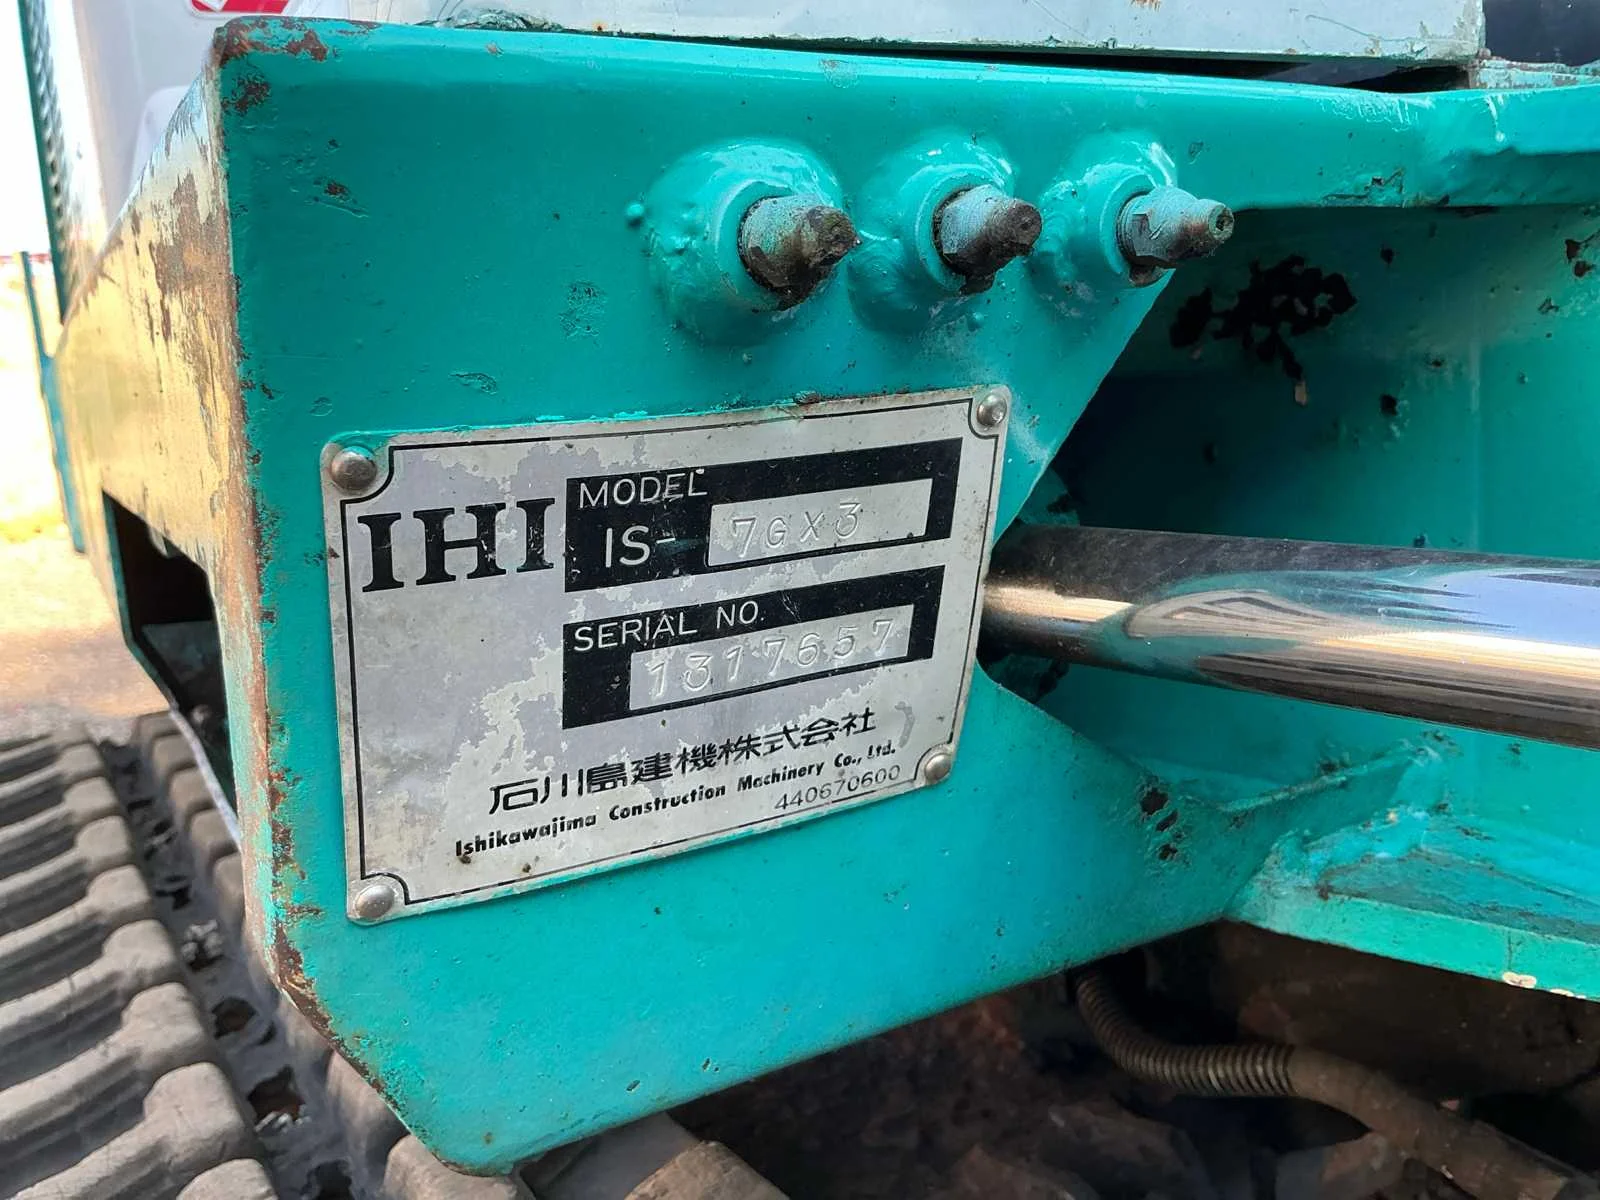 IHI
MODEL
IS- 7GX3
SERIAL NO.
1317657
石川島建機株式会社
Ishikawajima Construction Machinery Co., Ltd.
440670600